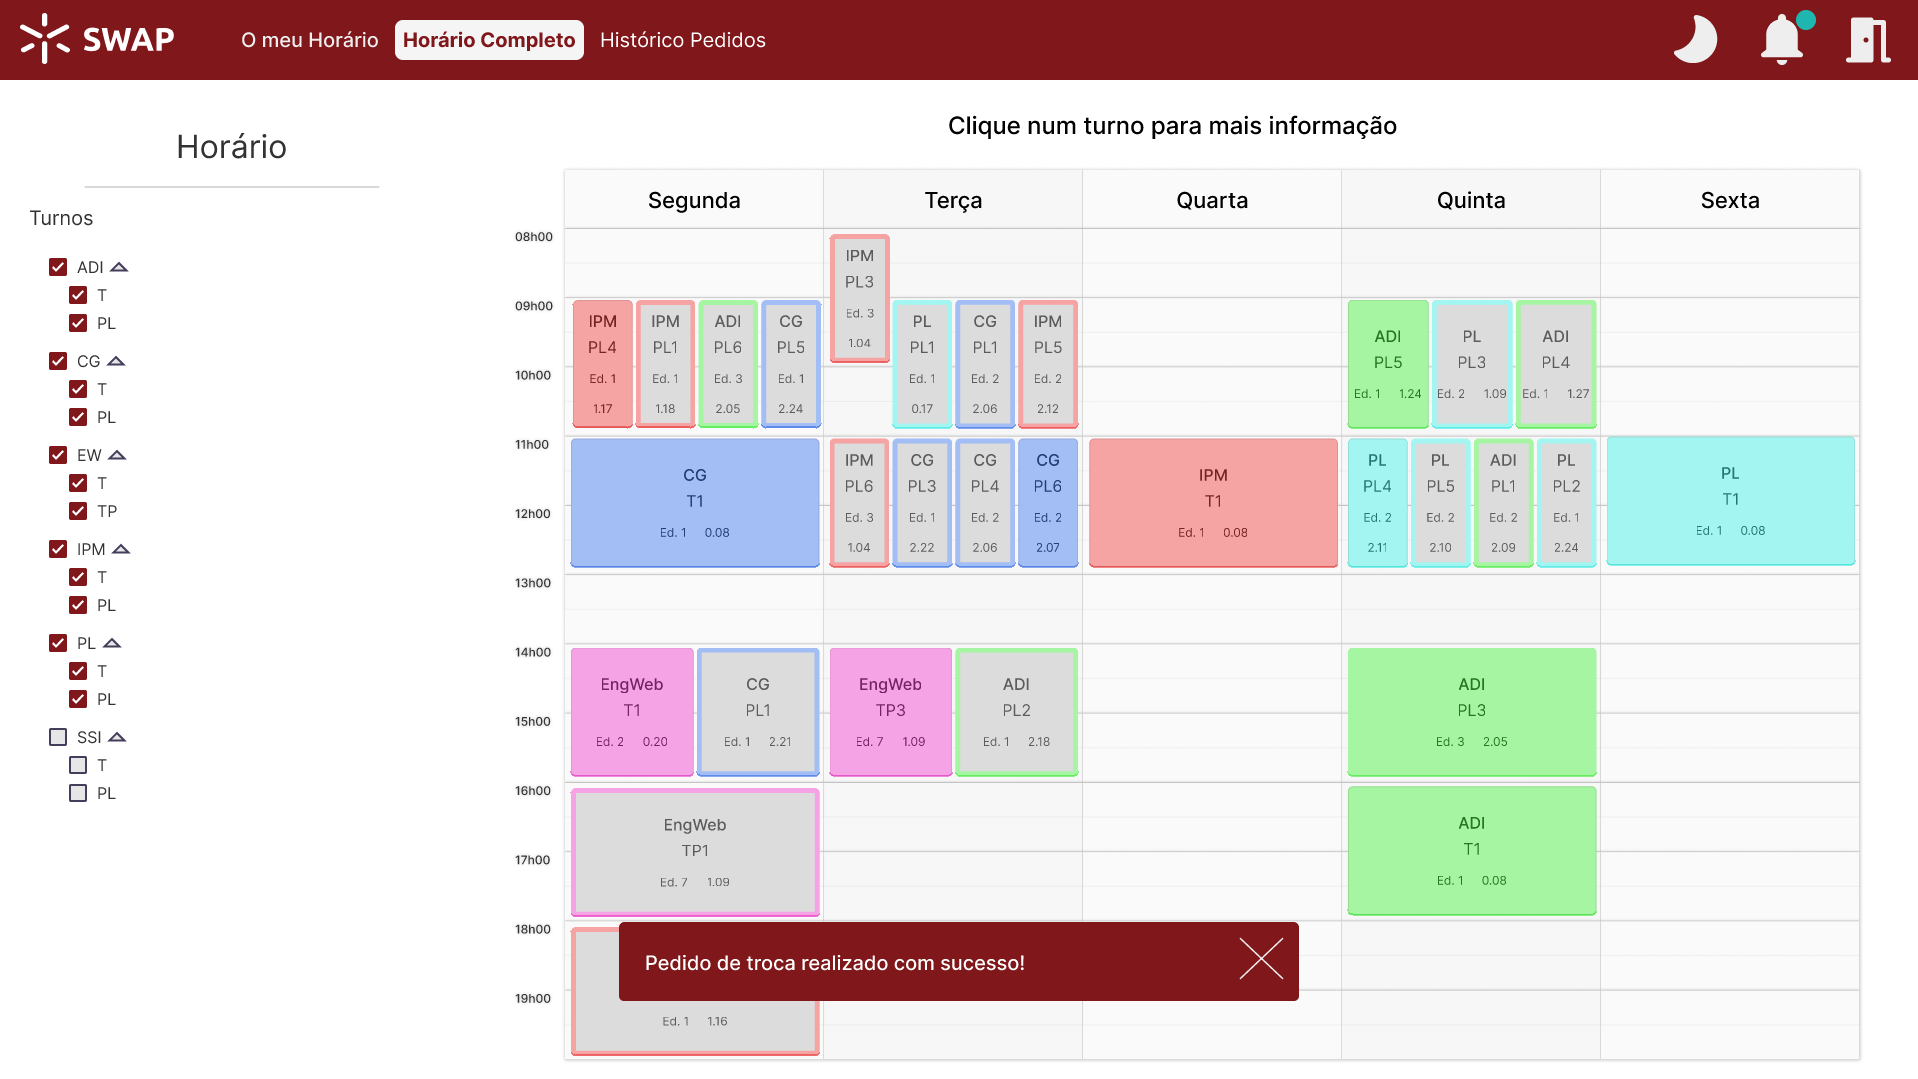 SWAP
O meu Horário
Horário Completo
Histórico Pedidos
Horário
Turnos
ADI
T
PL
CG
T
PL
EW
T
TP
IPM
T
PL
PL
T
PL
SSI
T
PL
Clique num turno para mais informação
Segunda
Terça
Quarta
Quinta
Sexta
08h00
09h00
10h00
11h00
12h00
13h00
14h00
15h00
16h00
17h00
18h00
19h00
IPM
PL4
Ed. 1
1.17
IPM
PL1
Ed. 1
1.18
ADI
PL6
Ed. 3
2.05
CG
PL5
Ed. 1
2.24
CG
T1
Ed. 1 0.08
EngWeb
T1
Ed. 2 0.20
CG
PL1
Ed. 1 2.21
EngWeb
TP1
Ed. 7 1.09
Ed. 1 1.16
IPM
PL3
Ed. 3
1.04
PL
PL1
Ed. 1
0.17
CG
PL1
Ed. 2
2.06
IPM
PL5
Ed. 2
2.12
IPM
PL6
Ed. 3
1.04
CG
PL3
Ed. 1
2.22
CG
PL4
Ed. 2
2.06
CG
PL6
Ed. 2
2.07
EngWeb
TP3
Ed. 7 1.09
ADI
PL2
Ed. 1 2.18
IPM
T1
Ed. 1 0.08
ADI
PL5
Ed. 1 1.24
PL
PL3
Ed. 2 1.09
ADI
PL4
Ed. 1 1.27
PL
PL4
Ed. 2
2.11
PL
PL5
Ed. 2
2.10
ADI
PL1
Ed. 2
2.09
PL
PL2
Ed. 1
2.24
ADI
PL3
Ed. 3 2.05
ADI
T1
Ed. 1 0.08
PL
T1
Ed. 1 0.08
Pedido de troca realizado com sucesso!